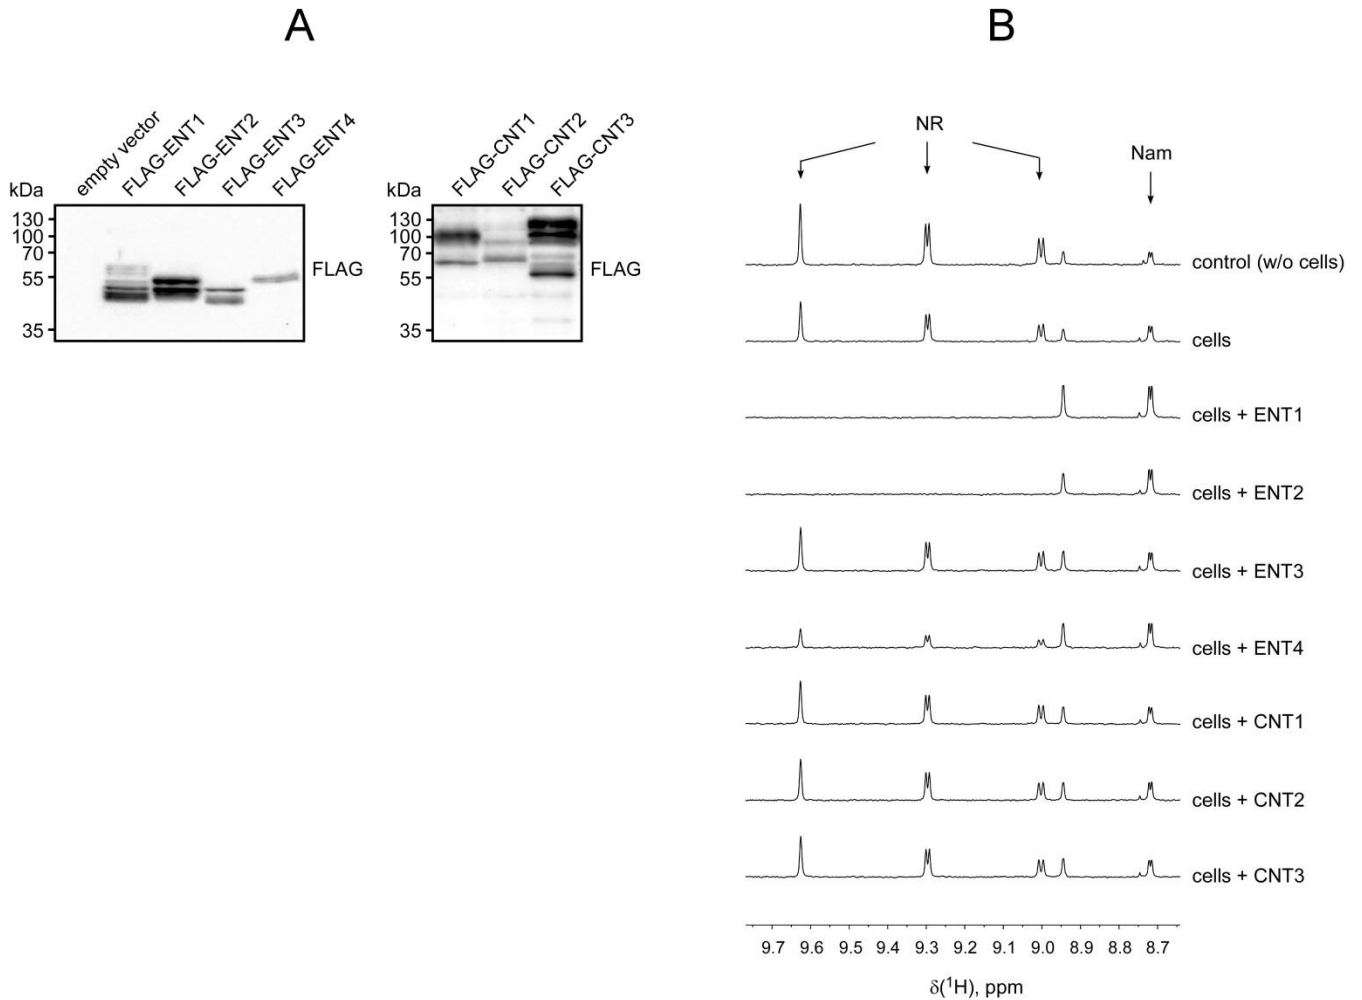 A
B
empty vector
FLAG-ENT1
FLAG-ENT2
FLAG-ENT3
FLAG-ENT4
kDa
130
100
70
55
35
FLAG
FLAG-CNT1
FLAG-CNT2
FLAG-CNT3
kDa
130
100
70
55
35
FLAG
NR
Nam
control (w/o cells)
cells
cells + ENT1
cells + ENT2
cells + ENT3
cells + ENT4
cells + CNT1
cells + CNT2
cells + CNT3
9.7 9.6 9.5 9.4 9.3 9.2 9.1 9.0 8.9 8.8 8.7
δ(¹H), ppm